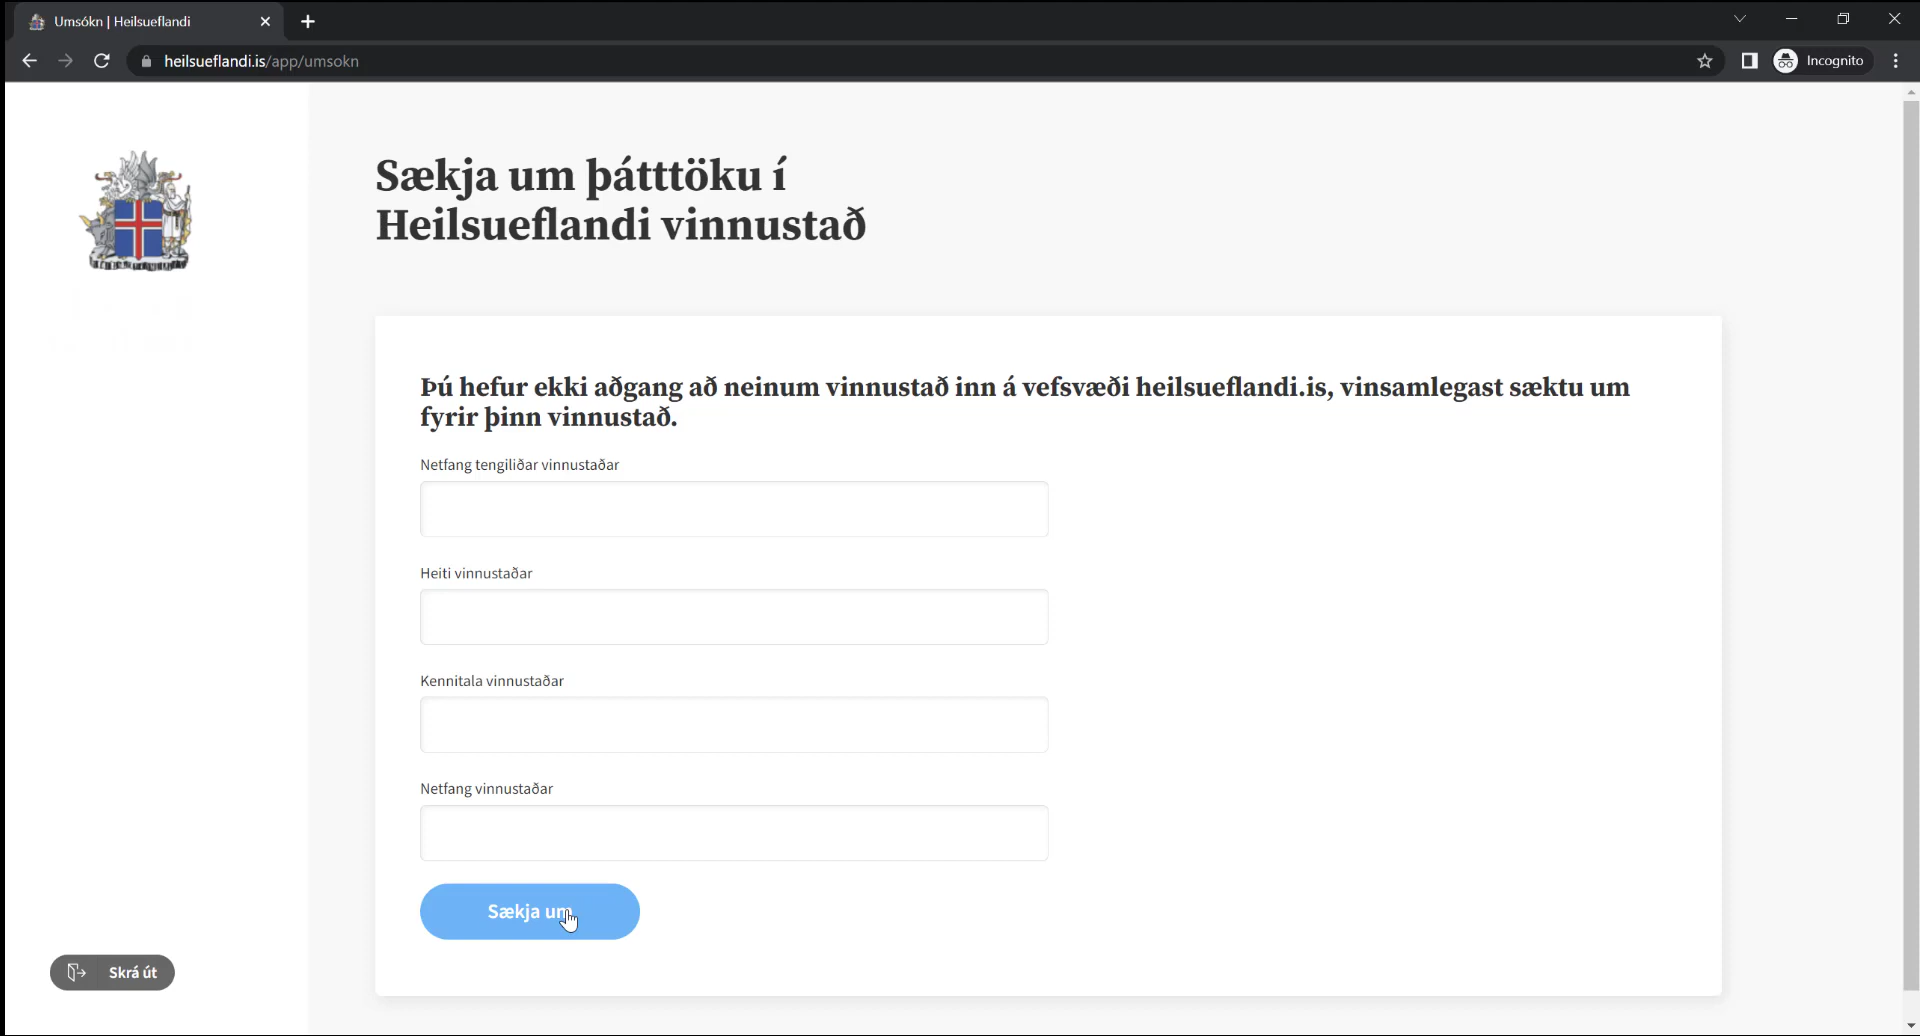 Umsókn | Heilsueflandi
heilsueflandi.is/app/umsokn
Incognito
Sækja um þátttöku í
Heilsueflandi vinnustað
Þú hefur ekki aðgang að neinum vinnustað inn á vefsvæði heilsueflandi.is, vinsamlegast sæktu um
fyrir þinn vinnustað.
Netfang tengiliðar vinnustaðar
Heiti vinnustaðar
Kennitala vinnustaðar
Netfang vinnustaðar
Sækja um
Skrá út